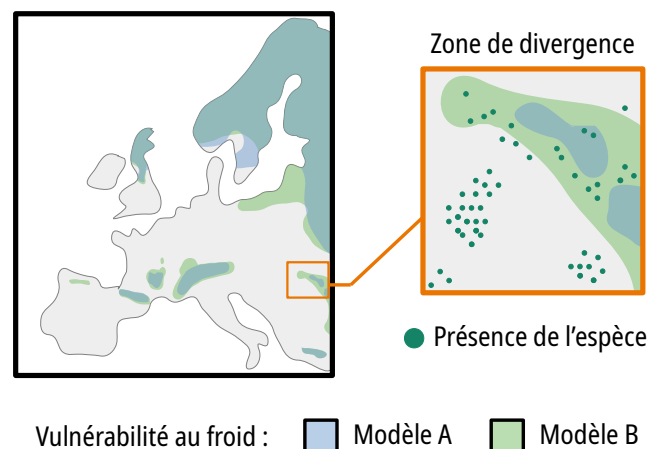 Zone de divergence
Présence de l’espèce
Vulnérabilité au froid :
Modèle A
Modèle B